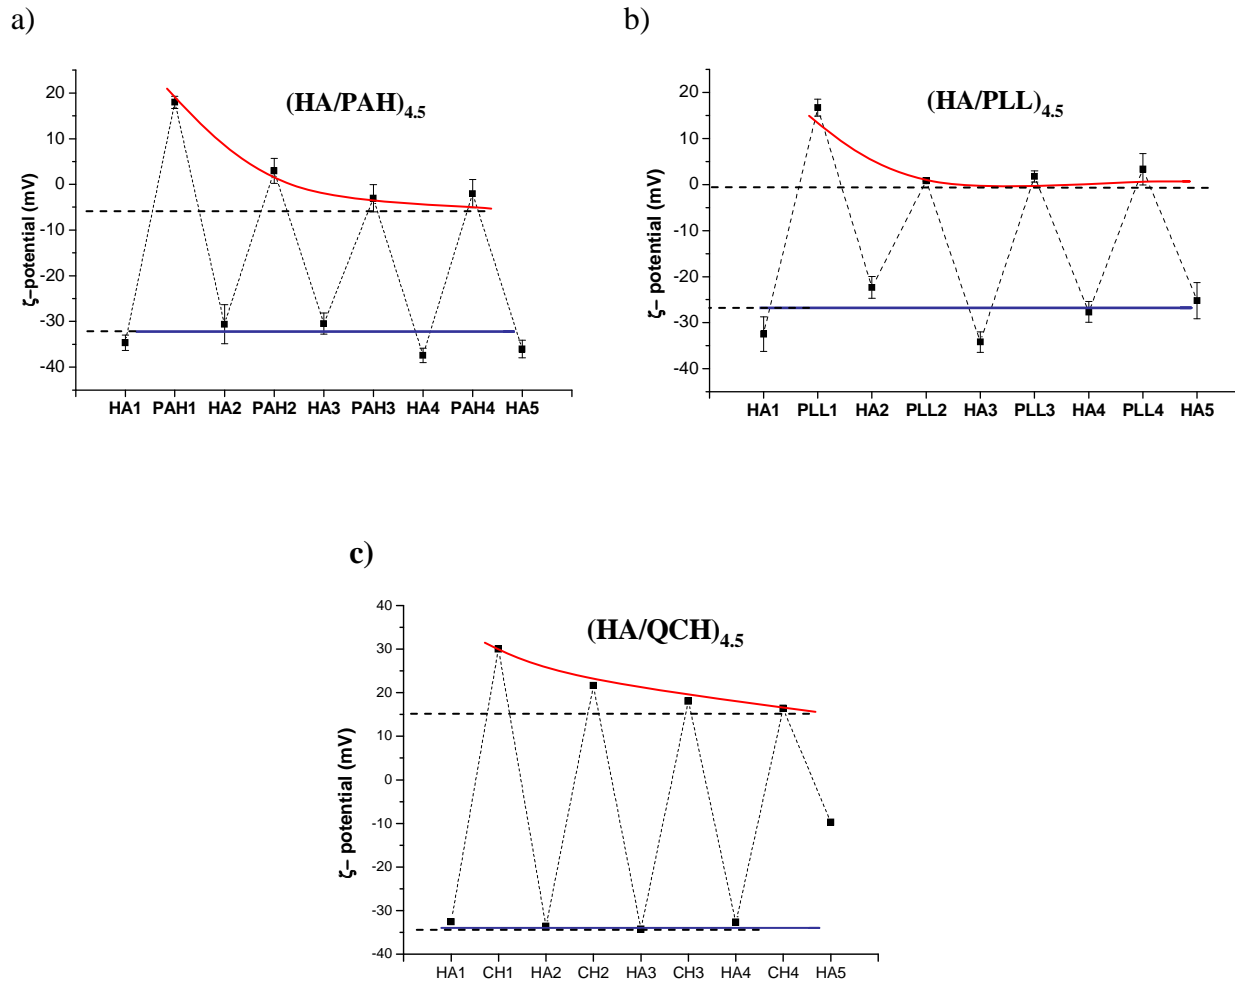 a)
(HA/PAH)4.5
20
10
0
-10
-20
-30
-40
ζ–potential (mV)
HA1 PAH1 HA2 PAH2 HA3 PAH3 HA4 PAH4 HA5
b)
(HA/PLL)4.5
20
10
0
-10
-20
-30
-40
ζ– potential (mV)
HA1 PLL1 HA2 PLL2 HA3 PLL3 HA4 PLL4 HA5
c)
(HA/QCH)4.5
40
30
20
10
0
-10
-20
-30
-40
ζ– potential (mV)
HA1 CH1 HA2 CH2 HA3 CH3 HA4 CH4 HA5